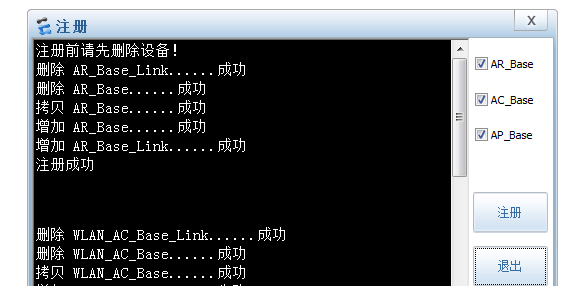 注册
X
注册前请先删除设备！
删除 AR_Base_Link......成功
删除 AR_Base......成功
拷贝 AR_Base......成功
增加 AR_Base......成功
增加 AR_Base_Link......成功
注册成功
删除 WLAN_AC_Base_Link......成功
删除 WLAN_AC_Base......成功
拷贝 WLAN_AC_Base......成功
AR_Base
AC_Base
AP_Base
注册
退出